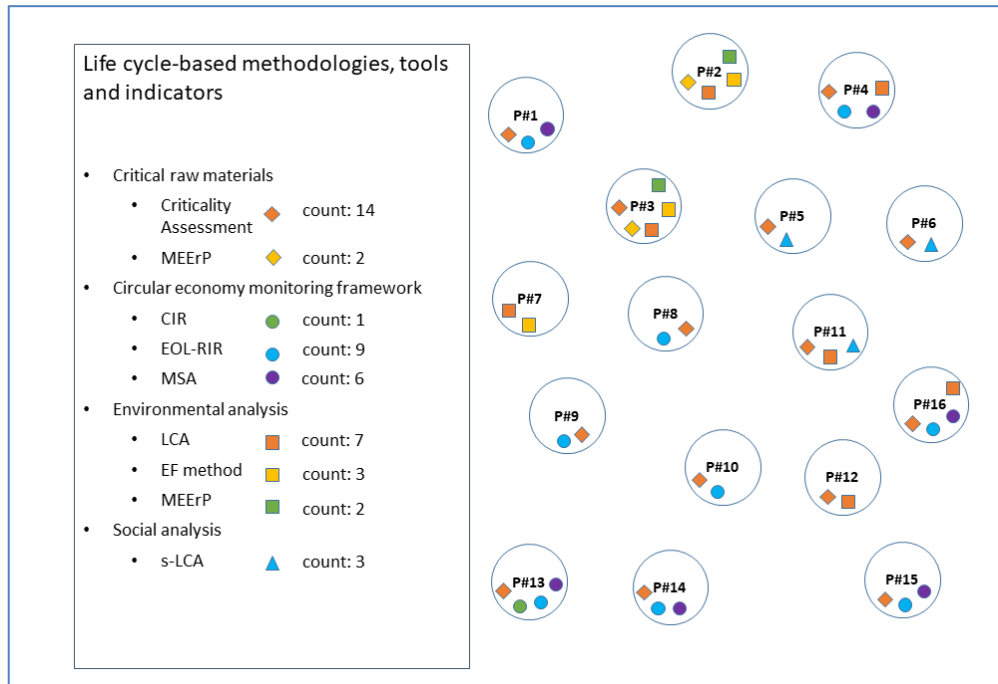 Life cycle-based methodologies, tools
and indicators
• Critical raw materials
• Criticality
Assessment
count: 14
• MEErP
count: 2
• Circular economy monitoring framework
• CIR
count: 1
• EOL-RIR
count: 9
• MSA
count: 6
• Environmental analysis
• LCA
count: 7
• EF method
count: 3
• MEErP
count: 2
• Social analysis
• s-LCA
count: 3
P#1
P#2
P#4
P#3
P#5
P#6
P#7
P#8
P#11
P#9
P#16
P#10
P#12
P#13
P#14
P#15